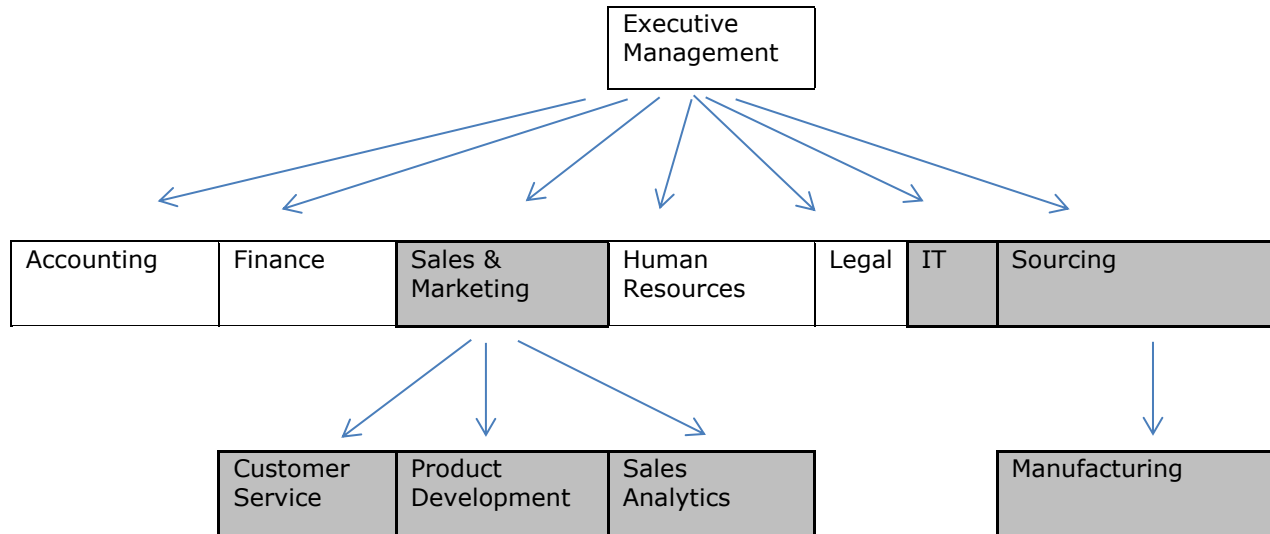 Executive
Management
Accounting
Finance
Sales &
Marketing
Human
Resources
Legal
IT
Sourcing
Customer
Service
Product
Development
Sales
Analytics
Manufacturing